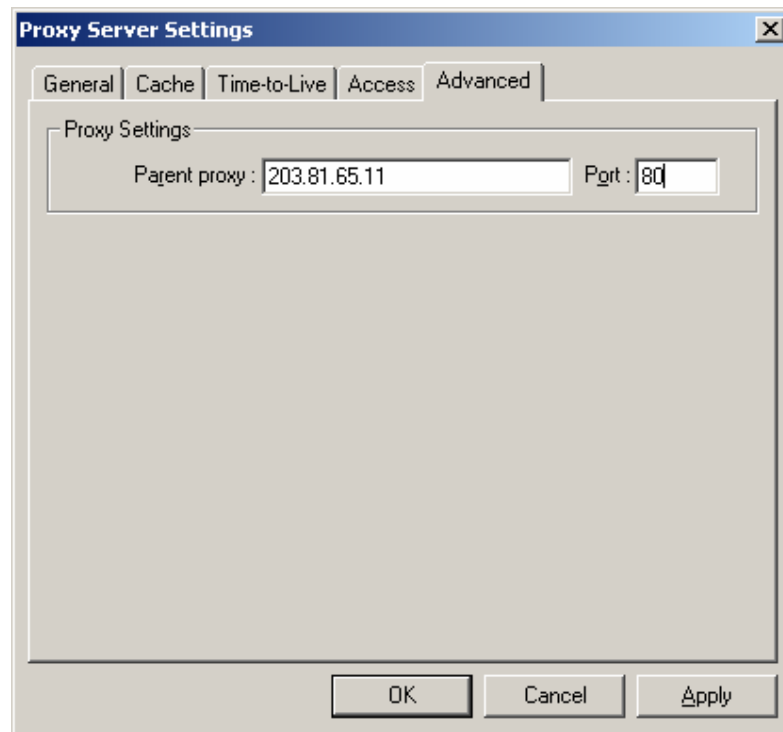 Proxy Server Settings
General Cache Time-to-Live Access Advanced
Proxy Settings
Parent proxy : 203.81.65.11 Port : 80
OK Cancel Apply